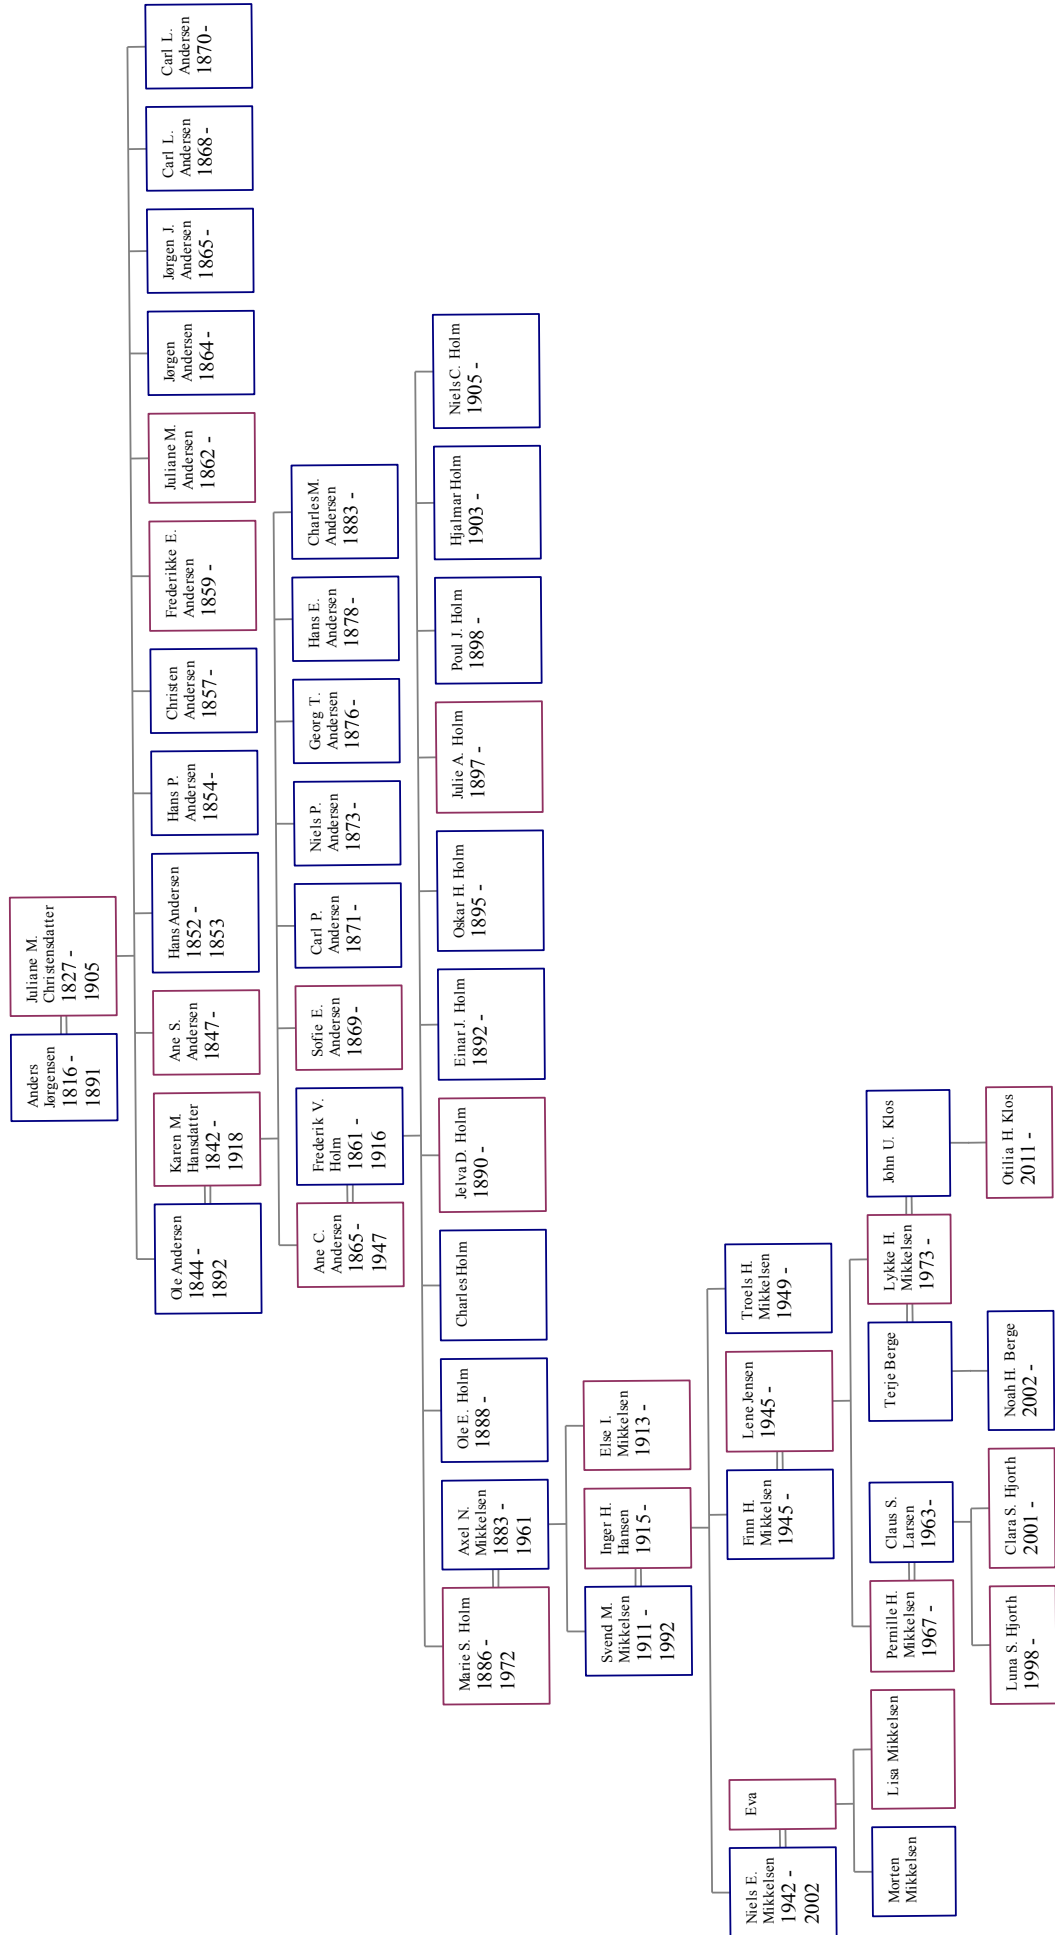 Anders
Jørgensen
1816 -
1891
Juliane M.
Christensdatter
1827 -
1905
Ole Andersen
1844 -
1892
Karen M.
Hansdatter
1842 -
1918
Ane S.
Andersen
1847 -
Hans Andersen
1852 -
1853
Hans P.
Andersen
1854 -
Christen
Andersen
1857 -
Frederikke E.
Andersen
1859 -
Juliane M.
Andersen
1862 -
Jørgen
Andersen
1864 -
Jørgen J.
Andersen
1865 -
Carl L.
Andersen
1868 -
Carl L.
Andersen
1870 -
Ane C.
Andersen
1865 -
1947
Frederik V.
Holm
1861 -
1916
Sofie E.
Andersen
1869 -
Carl P.
Andersen
1871 -
Niels P.
Andersen
1873 -
Georg T.
Andersen
1876 -
Hans E.
Andersen
1878 -
Charles M.
Andersen
1883 -
Marie S. Holm
1886 -
1972
Axel N.
Mikkelsen
1883 -
1961
Ole E. Holm
1888 -
Charles Holm
Jelva D. Holm
1890 -
Einar J. Holm
1892 -
Oskar H. Holm
1895 -
Julie A. Holm
1897 -
Poul J. Holm
1898 -
Hjalmar Holm
1903 -
Niels C. Holm
1905 -
Svend M.
Mikkelsen
1911 -
1992
Inger H.
Hansen
1915 -
Else I.
Mikkelsen
1913 -
Niels E.
Mikkelsen
1942 -
2002
Eva
Finn H.
Mikkelsen
1945 -
Lene Jensen
1945 -
Troels H.
Mikkelsen
1949 -
Morten
Mikkelsen
Lisa Mikkelsen
Pernille H.
Mikkelsen
1967 -
Claus S.
Larsen
1963 -
Terje Berge
Lykke H.
Mikkelsen
1973 -
John U. Klos
Luna S. Hjorth
1998 -
Clara S. Hjorth
2001 -
Noah H. Berge
2002 -
Otilia H. Klos
2011 -